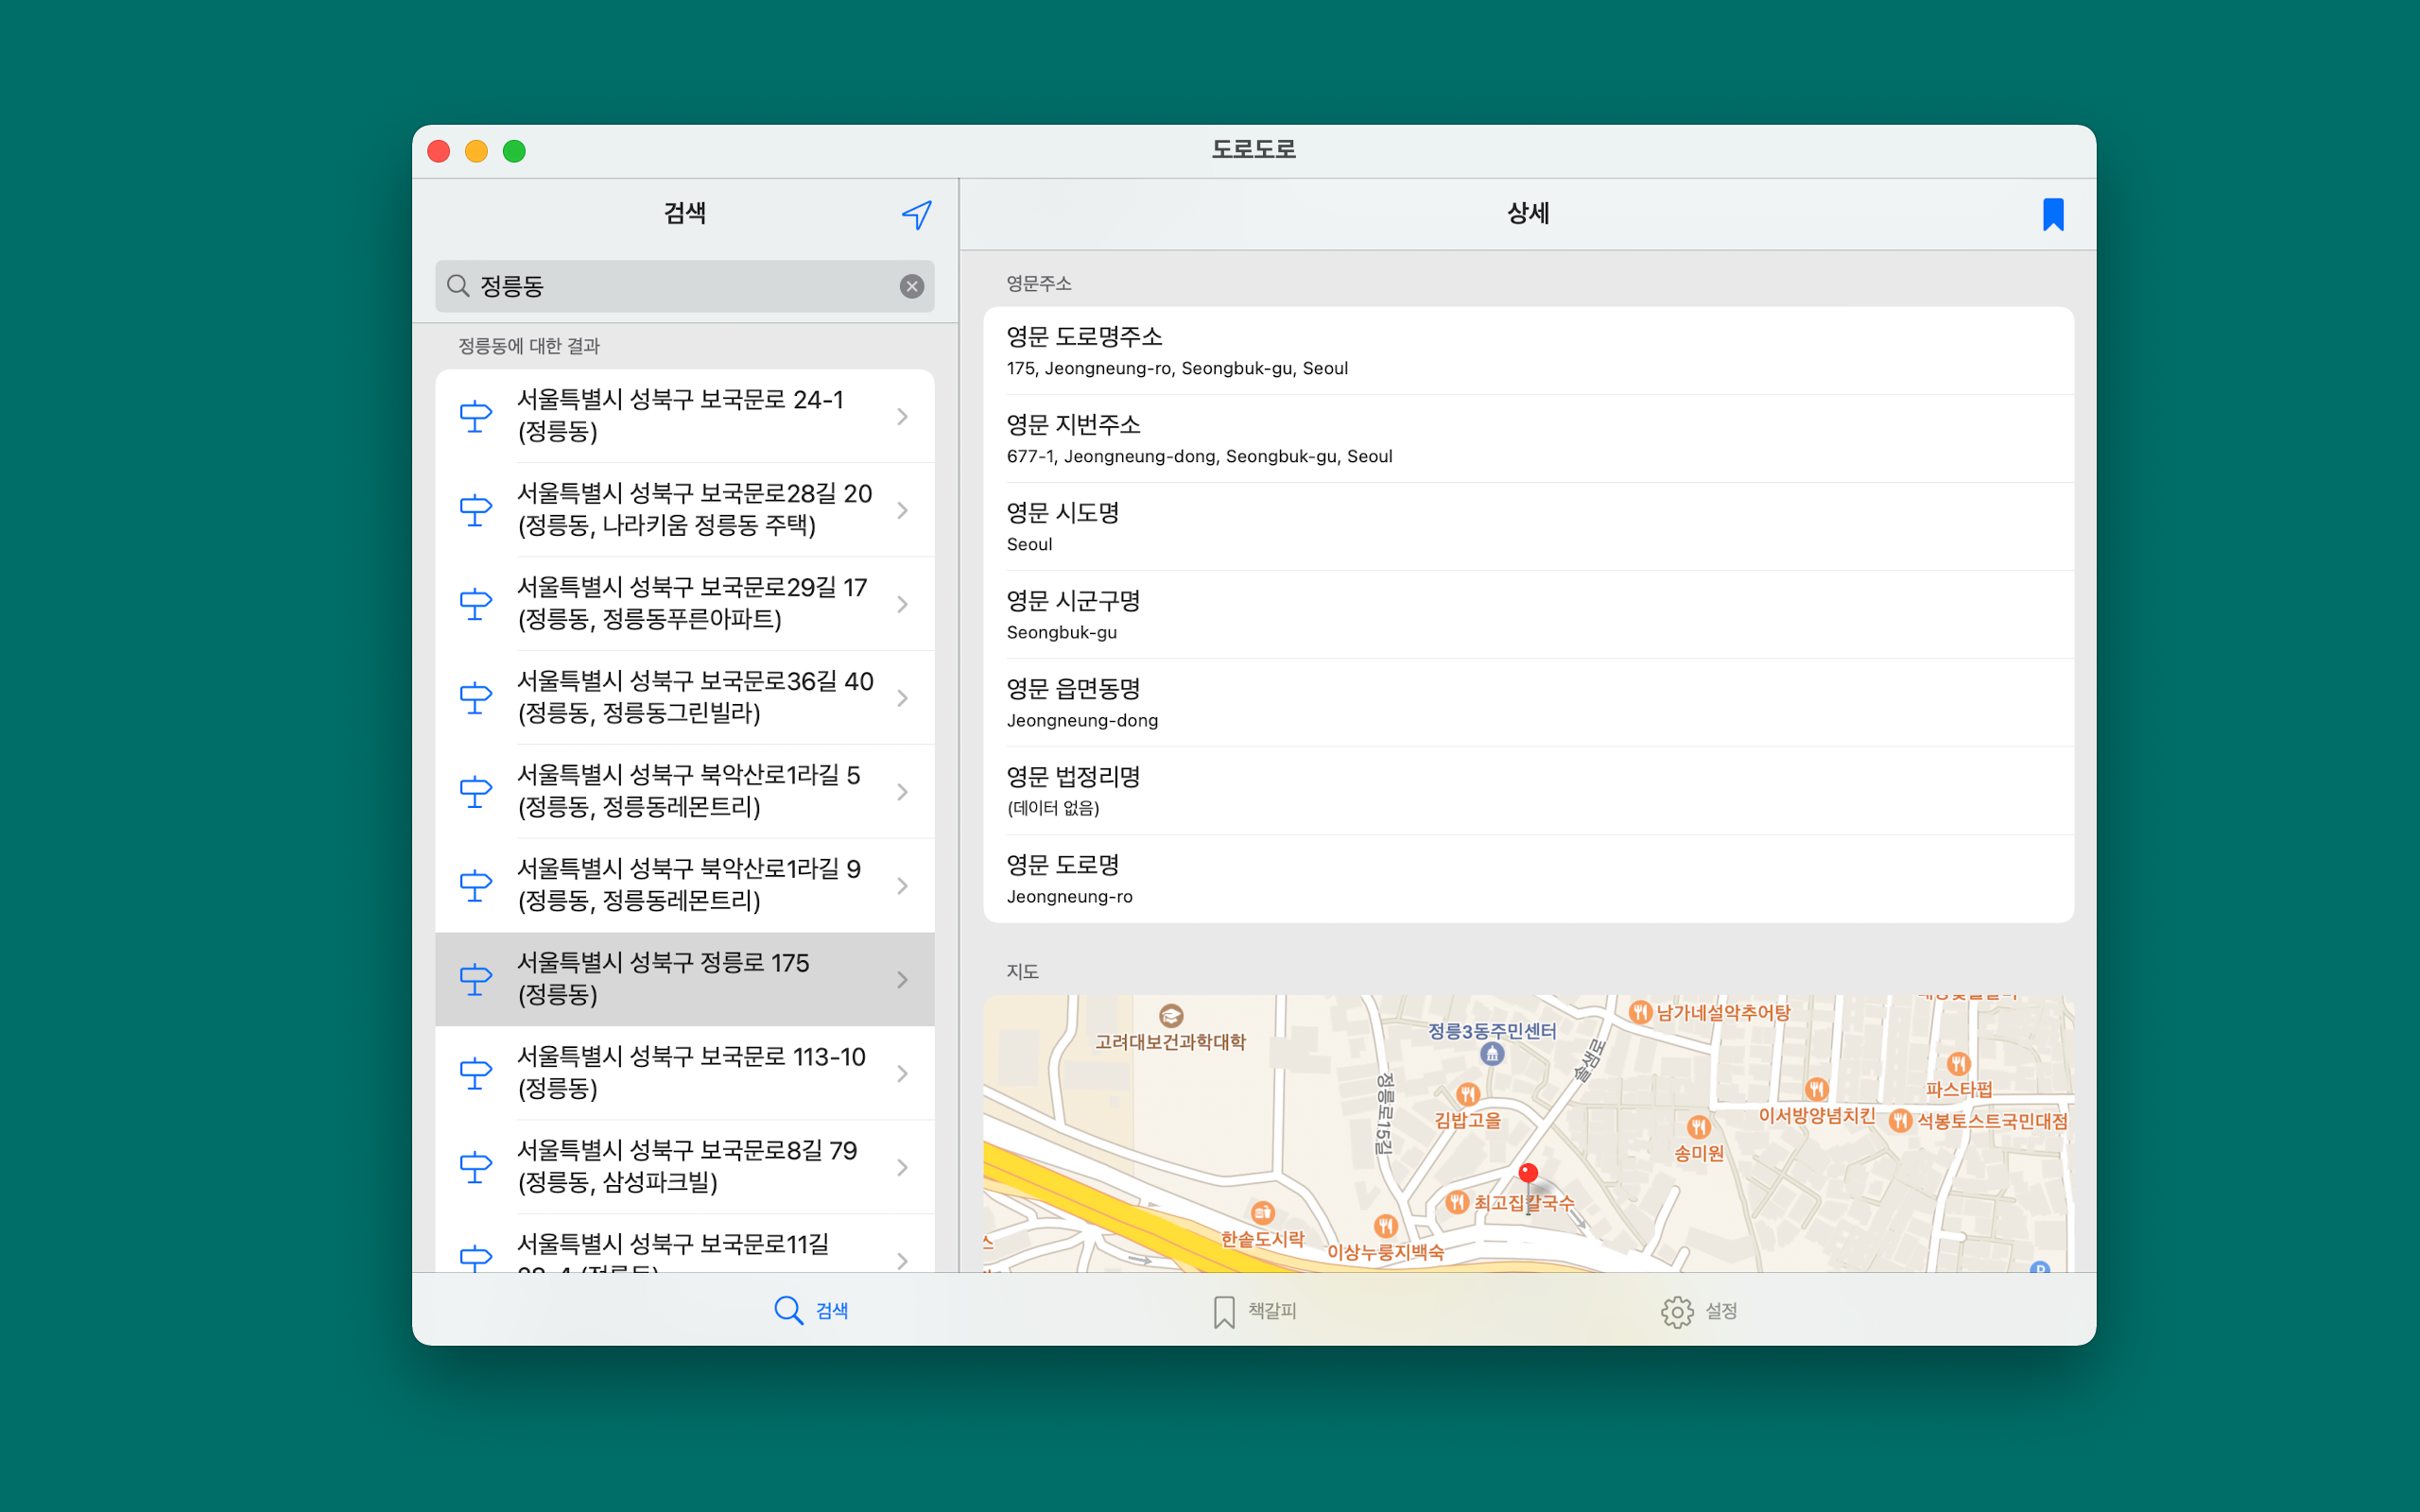 도로도로
검색
정릉동
정릉동에 대한 결과
서울특별시 성북구 보국문로 24-1
(정릉동)
서울특별시 성북구 보국문로28길 20
(정릉동, 나라키움 정릉동 주택)
서울특별시 성북구 보국문로29길 17
(정릉동, 정릉동푸른아파트)
서울특별시 성북구 보국문로36길 40
(정릉동, 정릉동그린빌라)
서울특별시 성북구 북악산로1라길 5
(정릉동, 정릉동레몬트리)
서울특별시 성북구 북악산로1라길 9
(정릉동, 정릉동레몬트리)
서울특별시 성북구 정릉로 175
(정릉동)
서울특별시 성북구 보국문로 113-10
(정릉동)
서울특별시 성북구 보국문로8길 79
(정릉동, 삼성파크빌)
서울특별시 성북구 보국문로11길
상세
영문주소
영문 도로명주소
175, Jeongneung-ro, Seongbuk-gu, Seoul
영문 지번주소
677-1, Jeongneung-dong, Seongbuk-gu, Seoul
영문 시도명
Seoul
영문 시군구명
Seongbuk-gu
영문 읍면동명
Jeongneung-dong
영문 법정리명
(데이터 없음)
영문 도로명
Jeongneung-ro
지도
고려대보건과학대학
정릉3동주민센터
남가네설악추어탕
솔샘로
정릉로15길
김밥고을
파스타펍
이서방양념치킨
석봉토스트국민대점
송미원
최고집칼국수
한솥도시락
이상누룽지백숙
P
검색
책갈피
설정